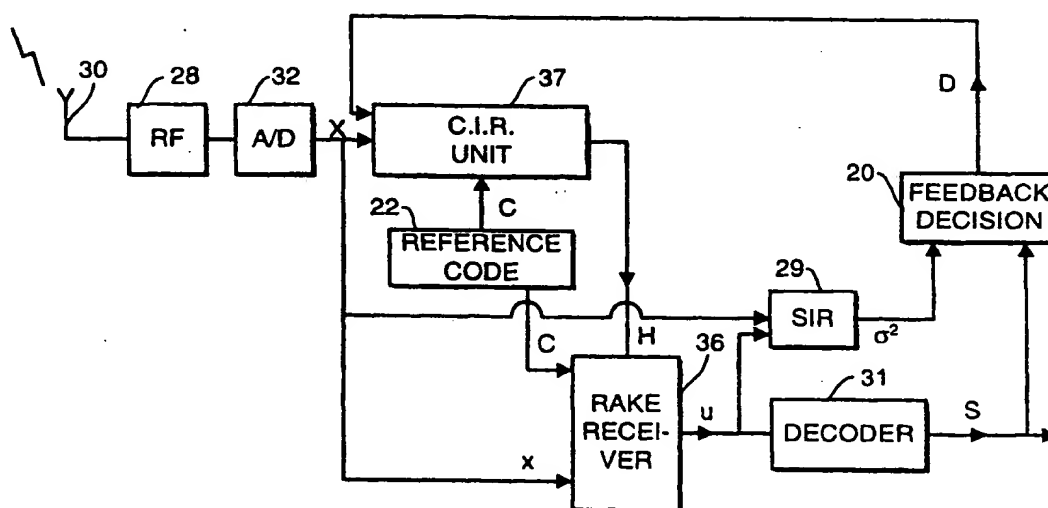 30
28
RF
32
A/D
X
37
C.I.R.
UNIT
D
C
22
REFERENCE
CODE
20
FEEDBACK
DECISION
29
SIR
σ²
C
H
36
RAKE
RECEI-
VER
u
x
31
DECODER
S